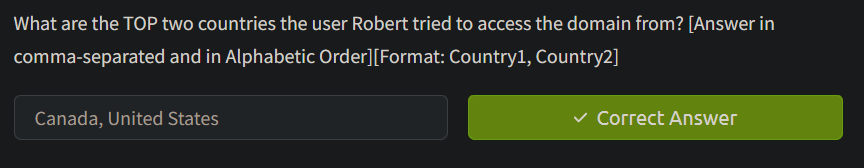 What are the TOP two countries the user Robert tried to access the domain from? [Answer in
comma-separated and in Alphabetic Order][Format: Country1, Country2]
Canada, United States
✓ Correct Answer